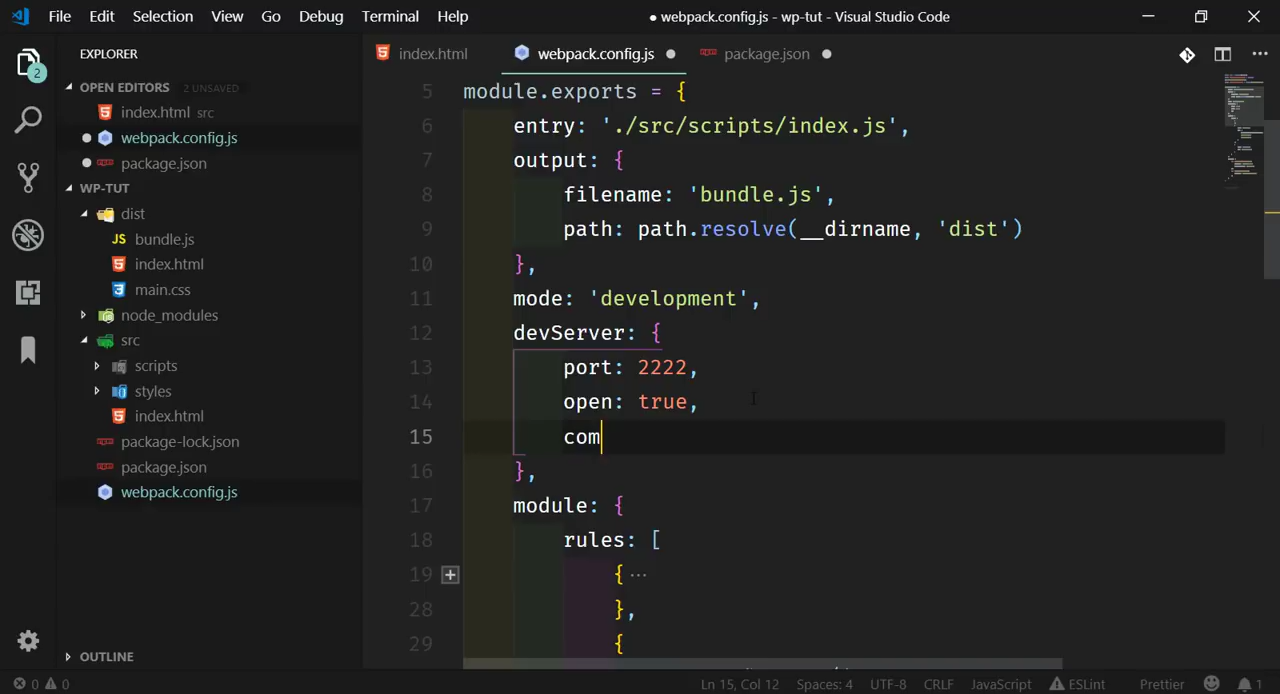 File Edit Selection View Go Debug Terminal Help ● webpack.config.js - wp-tut - Visual Studio Code
2
EXPLORER
OPEN EDITORS 2 UNSAVED
index.html src
webpack.config.js
package.json
WP-TUT
dist
JS bundle.js
index.html
main.css
node_modules
src
scripts
styles
index.html
package-lock.json
package.json
webpack.config.js
OUTLINE
index.html webpack.config.js package.json
5 module.exports = {
6 entry: './src/scripts/index.js',
7 output: {
8 filename: 'bundle.js',
9 path: path.resolve(__dirname, 'dist')
10 },
11 mode: 'development',
12 devServer: {
13 port: 2222,
14 open: true,
15 com
16 },
17 module: {
18 rules: [
19 { ...
28 },
29 {
0 0 Ln 15, Col 12 Spaces: 4 UTF-8 CRLF JavaScript ESLint Prettier 1